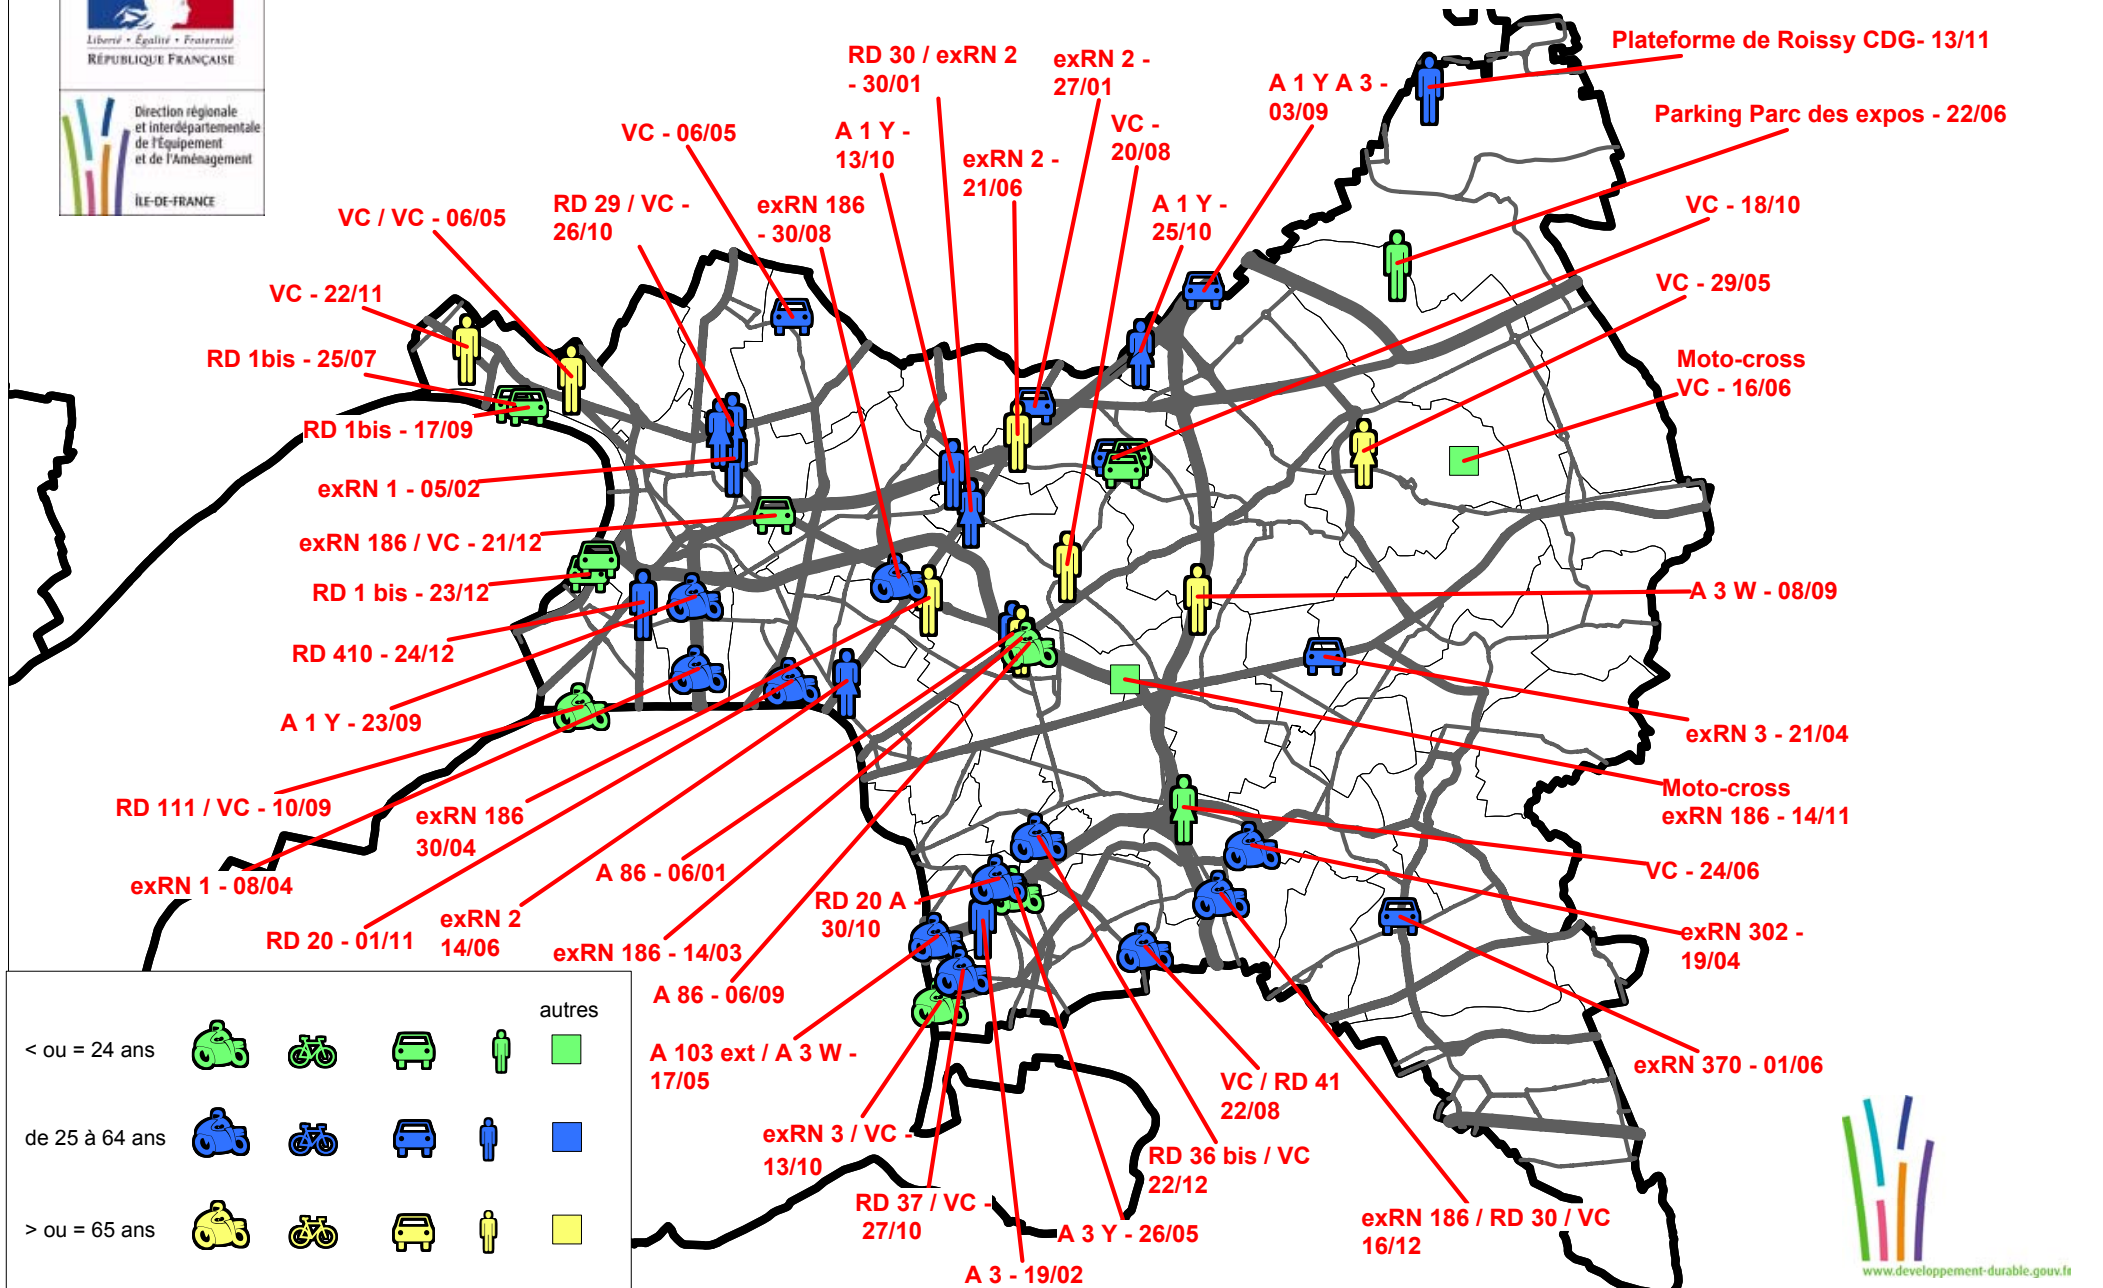 Liberté • Égalité • Fraternité
RÉPUBLIQUE FRANÇAISE
Direction régionale
et interdépartementale
de l'Équipement
et de l'Aménagement
ÎLE-DE-FRANCE
Plateforme de Roissy CDG- 13/11
RD 30 / exRN 2
- 30/01
exRN 2 -
27/01
A 1 Y A 3 -
03/09
Parking Parc des expos - 22/06
VC - 06/05
A 1 Y -
13/10
VC -
20/08
exRN 2 -
21/06
VC / VC - 06/05
RD 29 / VC -
26/10
exRN 186
- 30/08
A 1 Y -
25/10
VC - 18/10
VC - 22/11
VC - 29/05
RD 1bis - 25/07
Moto-cross
VC - 16/06
RD 1bis - 17/09
exRN 1 - 05/02
exRN 186 / VC - 21/12
RD 1 bis - 23/12
A 3 W - 08/09
RD 410 - 24/12
A 1 Y - 23/09
exRN 3 - 21/04
RD 111 / VC - 10/09
exRN 186
30/04
Moto-cross
exRN 186 - 14/11
exRN 1 - 08/04
A 86 - 06/01
VC - 24/06
RD 20 - 01/11
exRN 2
14/06
RD 20 A -
30/10
exRN 302 -
19/04
exRN 186 - 14/03
A 86 - 06/09
A 103 ext / A 3 W -
17/05
exRN 370 - 01/06
VC / RD 41
22/08
exRN 3 / VC -
13/10
RD 36 bis / VC
22/12
RD 37 / VC -
27/10
A 3 Y - 26/05
exRN 186 / RD 30 / VC
16/12
A 3 - 19/02
autres
< ou = 24 ans
de 25 à 64 ans
> ou = 65 ans
www.developpement-durable.gouv.fr